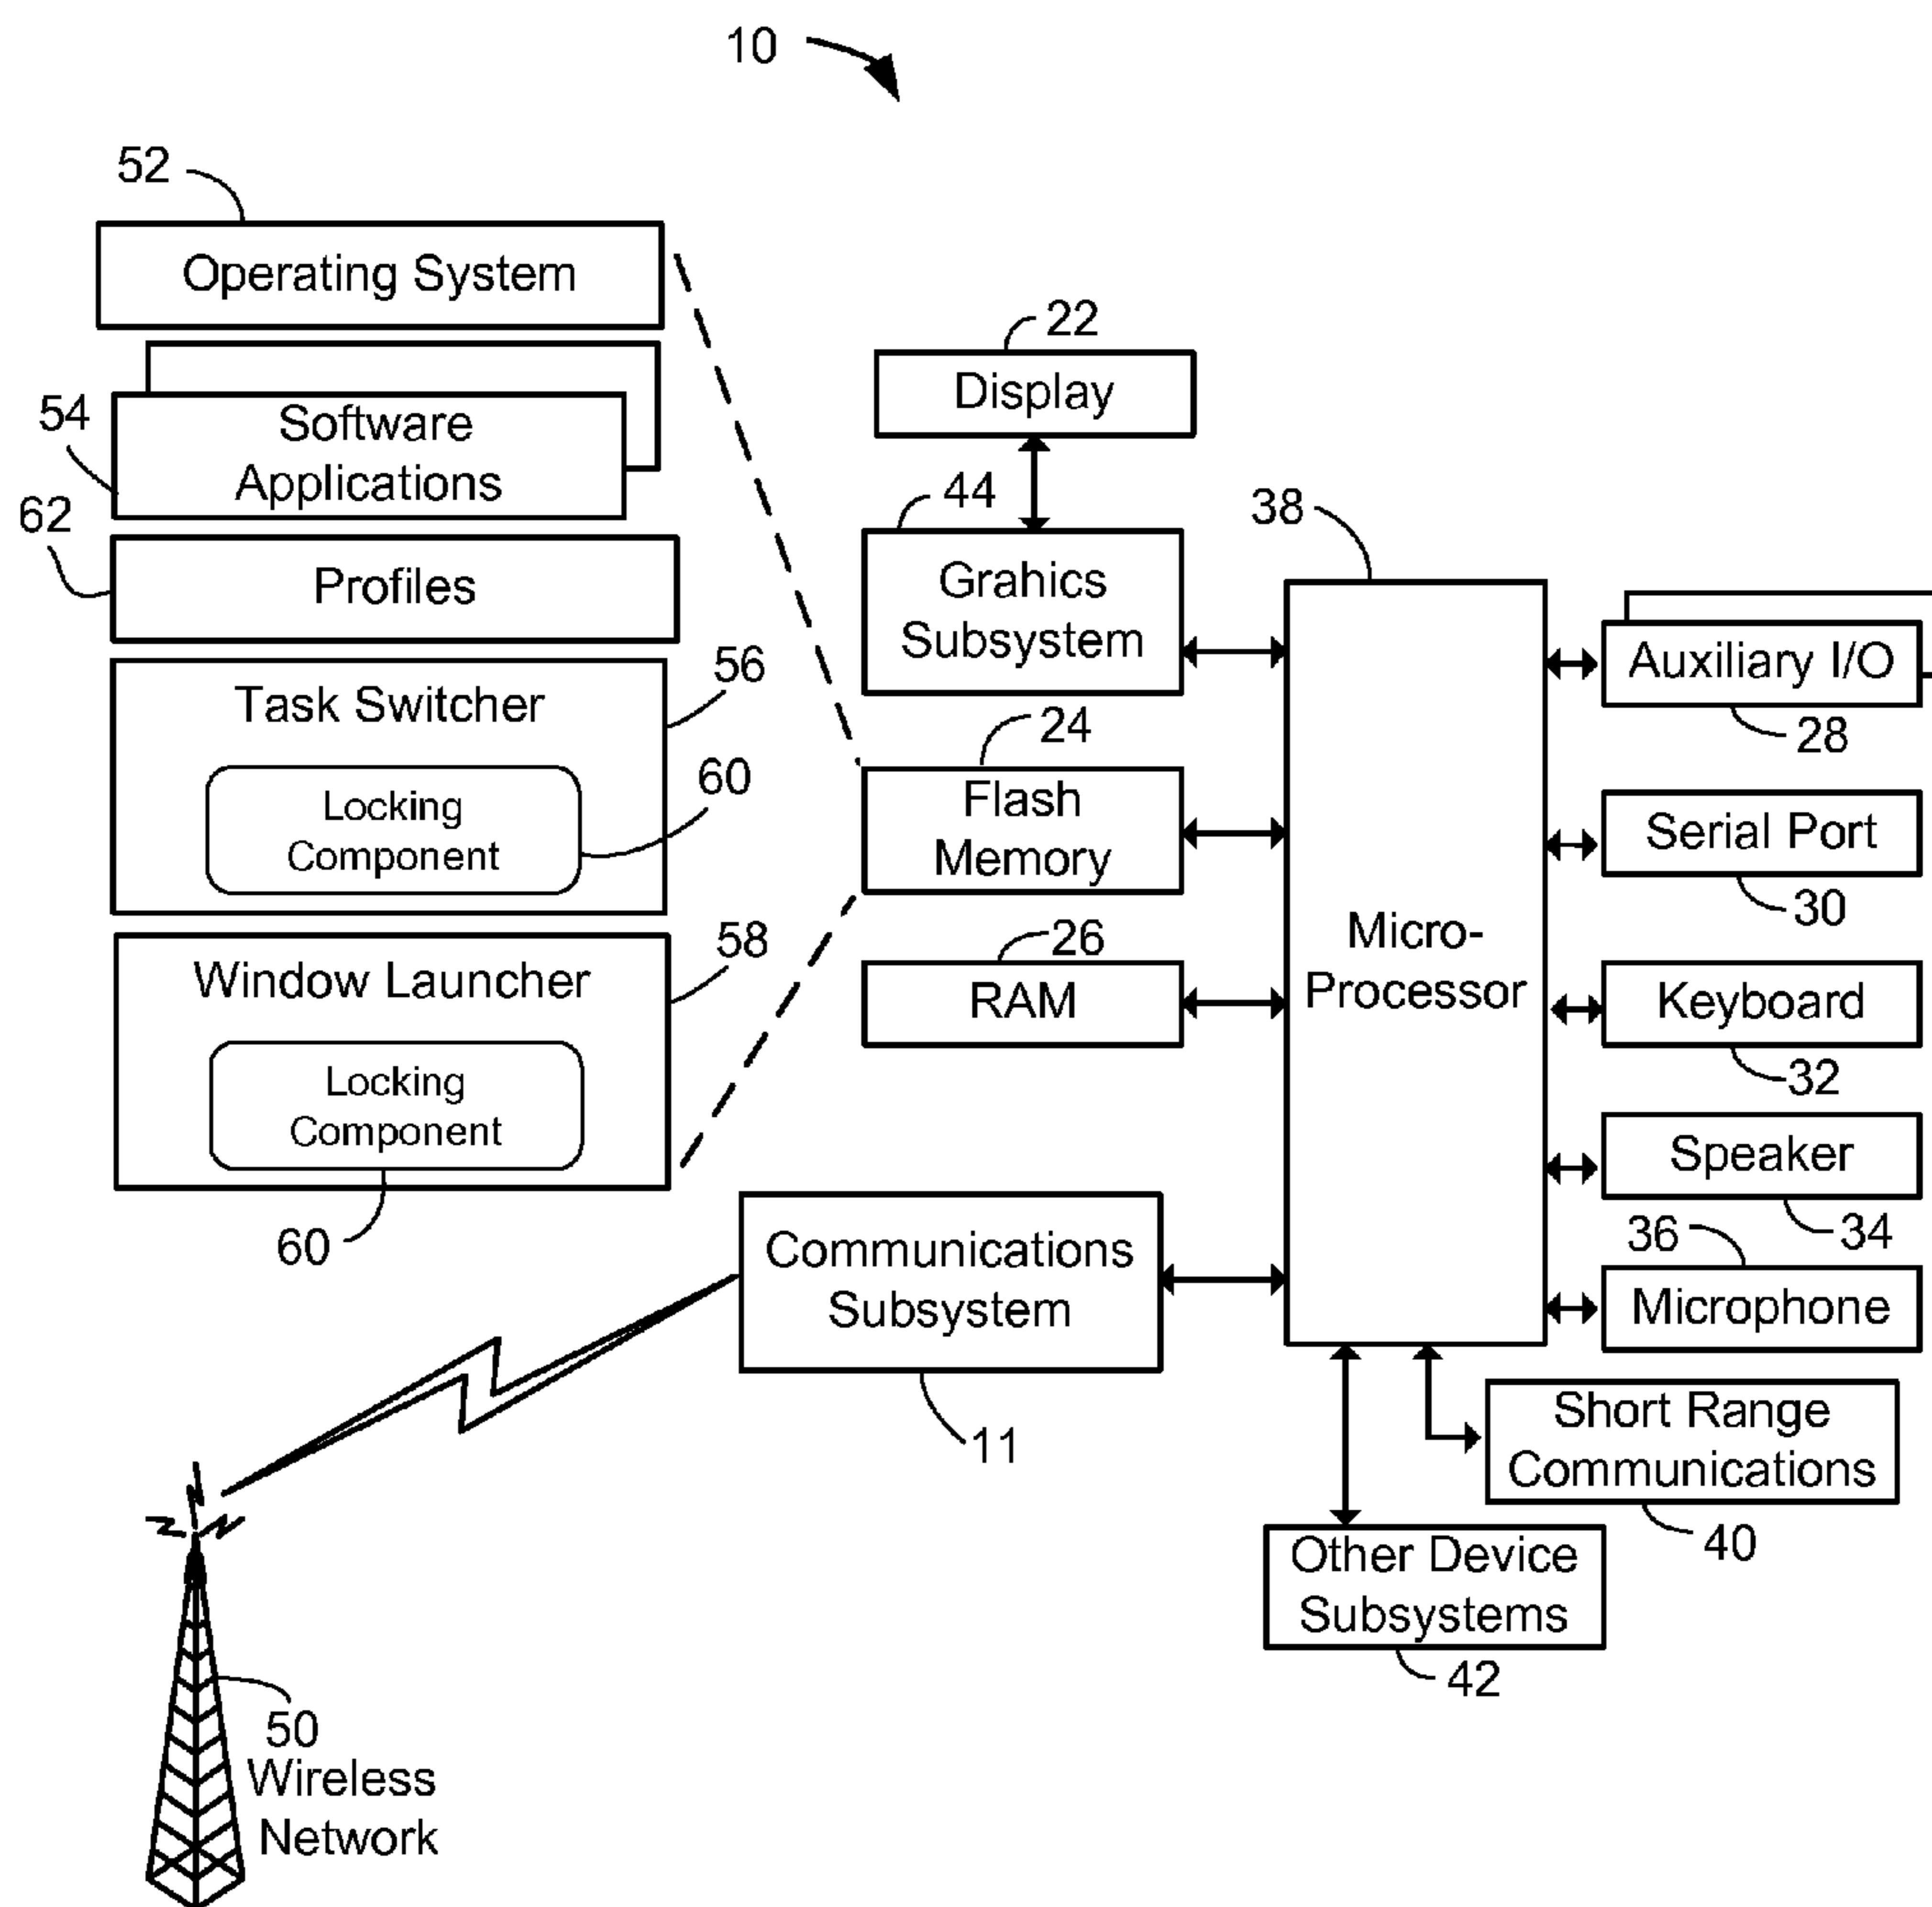 10
52
Operating System
54
Software
Applications
62
Profiles
56
Task Switcher
60
Locking
Component
58
Window Launcher
Locking
Component
60
22
Display
44
Grahics
Subsystem
24
Flash
Memory
26
RAM
Communications
Subsystem
11
38
Micro-
Processor
Auxiliary I/O
28
Serial Port
30
Keyboard
32
Speaker
34
36
Microphone
Short Range
Communications
40
Other Device
Subsystems
42
50
Wireless
Network